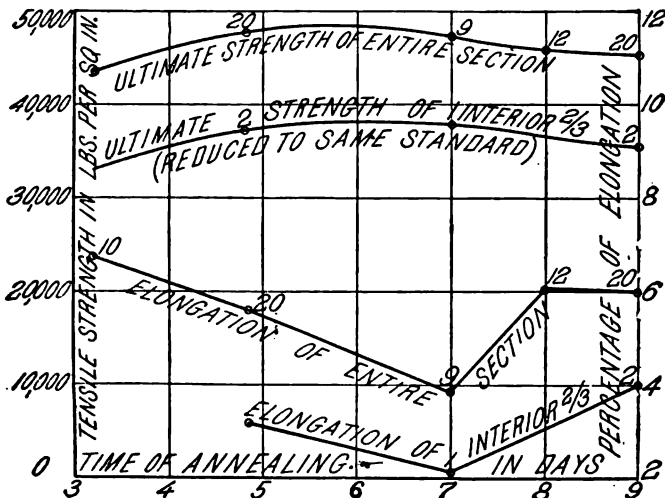 50,000
40,000
30,000
20,000
10,000
0
TENSILE STRENGTH IN LBS. PER SQ IN.
20
9
12
20
ULTIMATE STRENGTH OF ENTIRE SECTION
2
1
2
ULTIMATE STRENGTH OF INTERIOR 2/3
(REDUCED TO SAME STANDARD)
10
20
9
12
20
ELONGATION OF ENTIRE SECTION
1
2
ELONGATION OF INTERIOR 2/3
TIME OF ANNEALING IN DAYS
3 4 5 6 7 8 9
12
10
8
6
4
2
PERCENTAGE OF ELONGATION